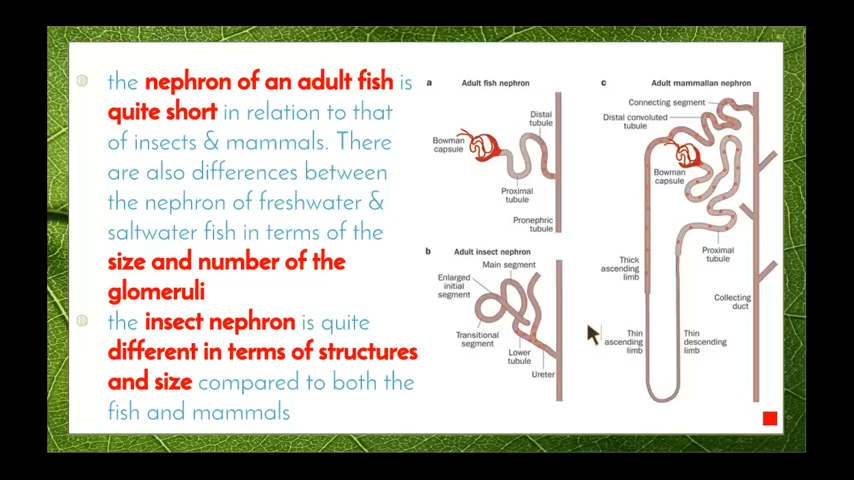 the nephron of an adult fish is
quite short in relation to that
of insects & mammals. There
are also differences between
the nephron of freshwater &
saltwater fish in terms of the
size and number of the
glomeruli
the insect nephron is quite
different in terms of structures
and size compared to both the
fish and mammals
a
Adult fish nephron
Distal
tubule
Bowman
capsule
Proximal
tubule
Pronephric
tubule
b
Adult insect nephron
Main segment
Enlarged
initial
segment
Transitional
segment
Lower
tubule
Ureter
c
Adult mammalian nephron
Connecting segment
Distal convoluted
tubule
Bowman
capsule
Proximal
tubule
Thick
ascending
limb
Collecting
duct
Thin
ascending
limb
Thin
descending
limb